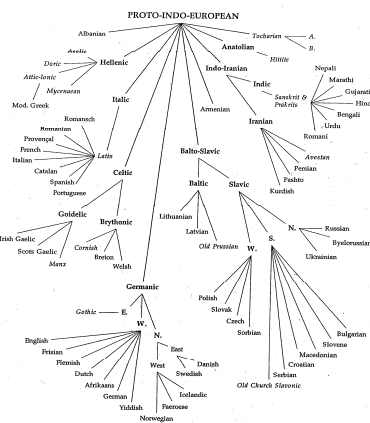 PROTO-INDO-EUROPEAN
Albanian
Tocharian
A.
B.
Anatolian
Hittite
Hellenic
Doric
Attic-Ionic
Mycenaean
Mod. Greek
Indo-Iranian
Indic
Sanskrit &
Prakrits
Nepali
Marathi
Gujarati
Bengali
Urdu
Romani
Iranian
Avestan
Persian
Pashto
Kurdish
Armenian
Italic
Romansch
Romanian
Provençal
French
Italian
Catalan
Spanish
Portuguese
Latin
Celtic
Goidelic
Irish Gaelic
Scots Gaelic
Manx
Brythonic
Cornish
Breton
Welsh
Balto-Slavic
Baltic
Lithuanian
Latvian
Old Prussian
Slavic
W.
Polish
Slovak
Czech
Sorbian
S.
Old Church Slavonic
Serbian
Croatian
Macedonian
Slovene
Bulgarian
N.
Russian
Byelorussian
Ukrainian
Germanic
Gothic
E.
W.
English
Frisian
Flemish
Dutch
Afrikaans
German
Yiddish
N.
East
Danish
Swedish
West
Icelandic
Faeroese
Norwegian